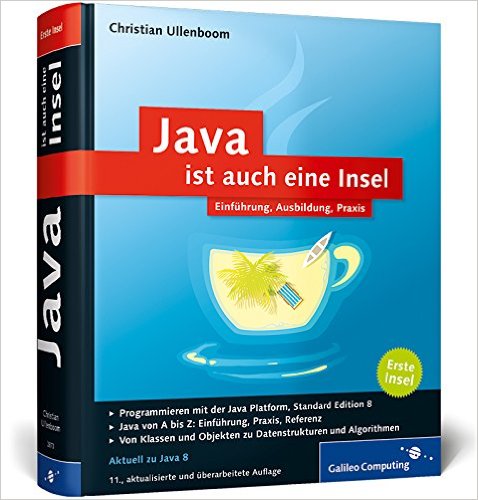 Christian Ullenboom
Java
ist auch eine Insel
Einführung, Ausbildung, Praxis
Erste
Insel
▸ Programmieren mit der Java Platform, Standard Edition 8
▸ Java von A bis Z: Einführung, Praxis, Referenz
▸ Von Klassen und Objekten zu Datenstrukturen und Algorithmen
Aktuell zu Java 8
11., aktualisierte und überarbeitete Auflage
Galileo Computing
Erste Insel
ist auch eine
Insel
Java
Christian
Ullenboom